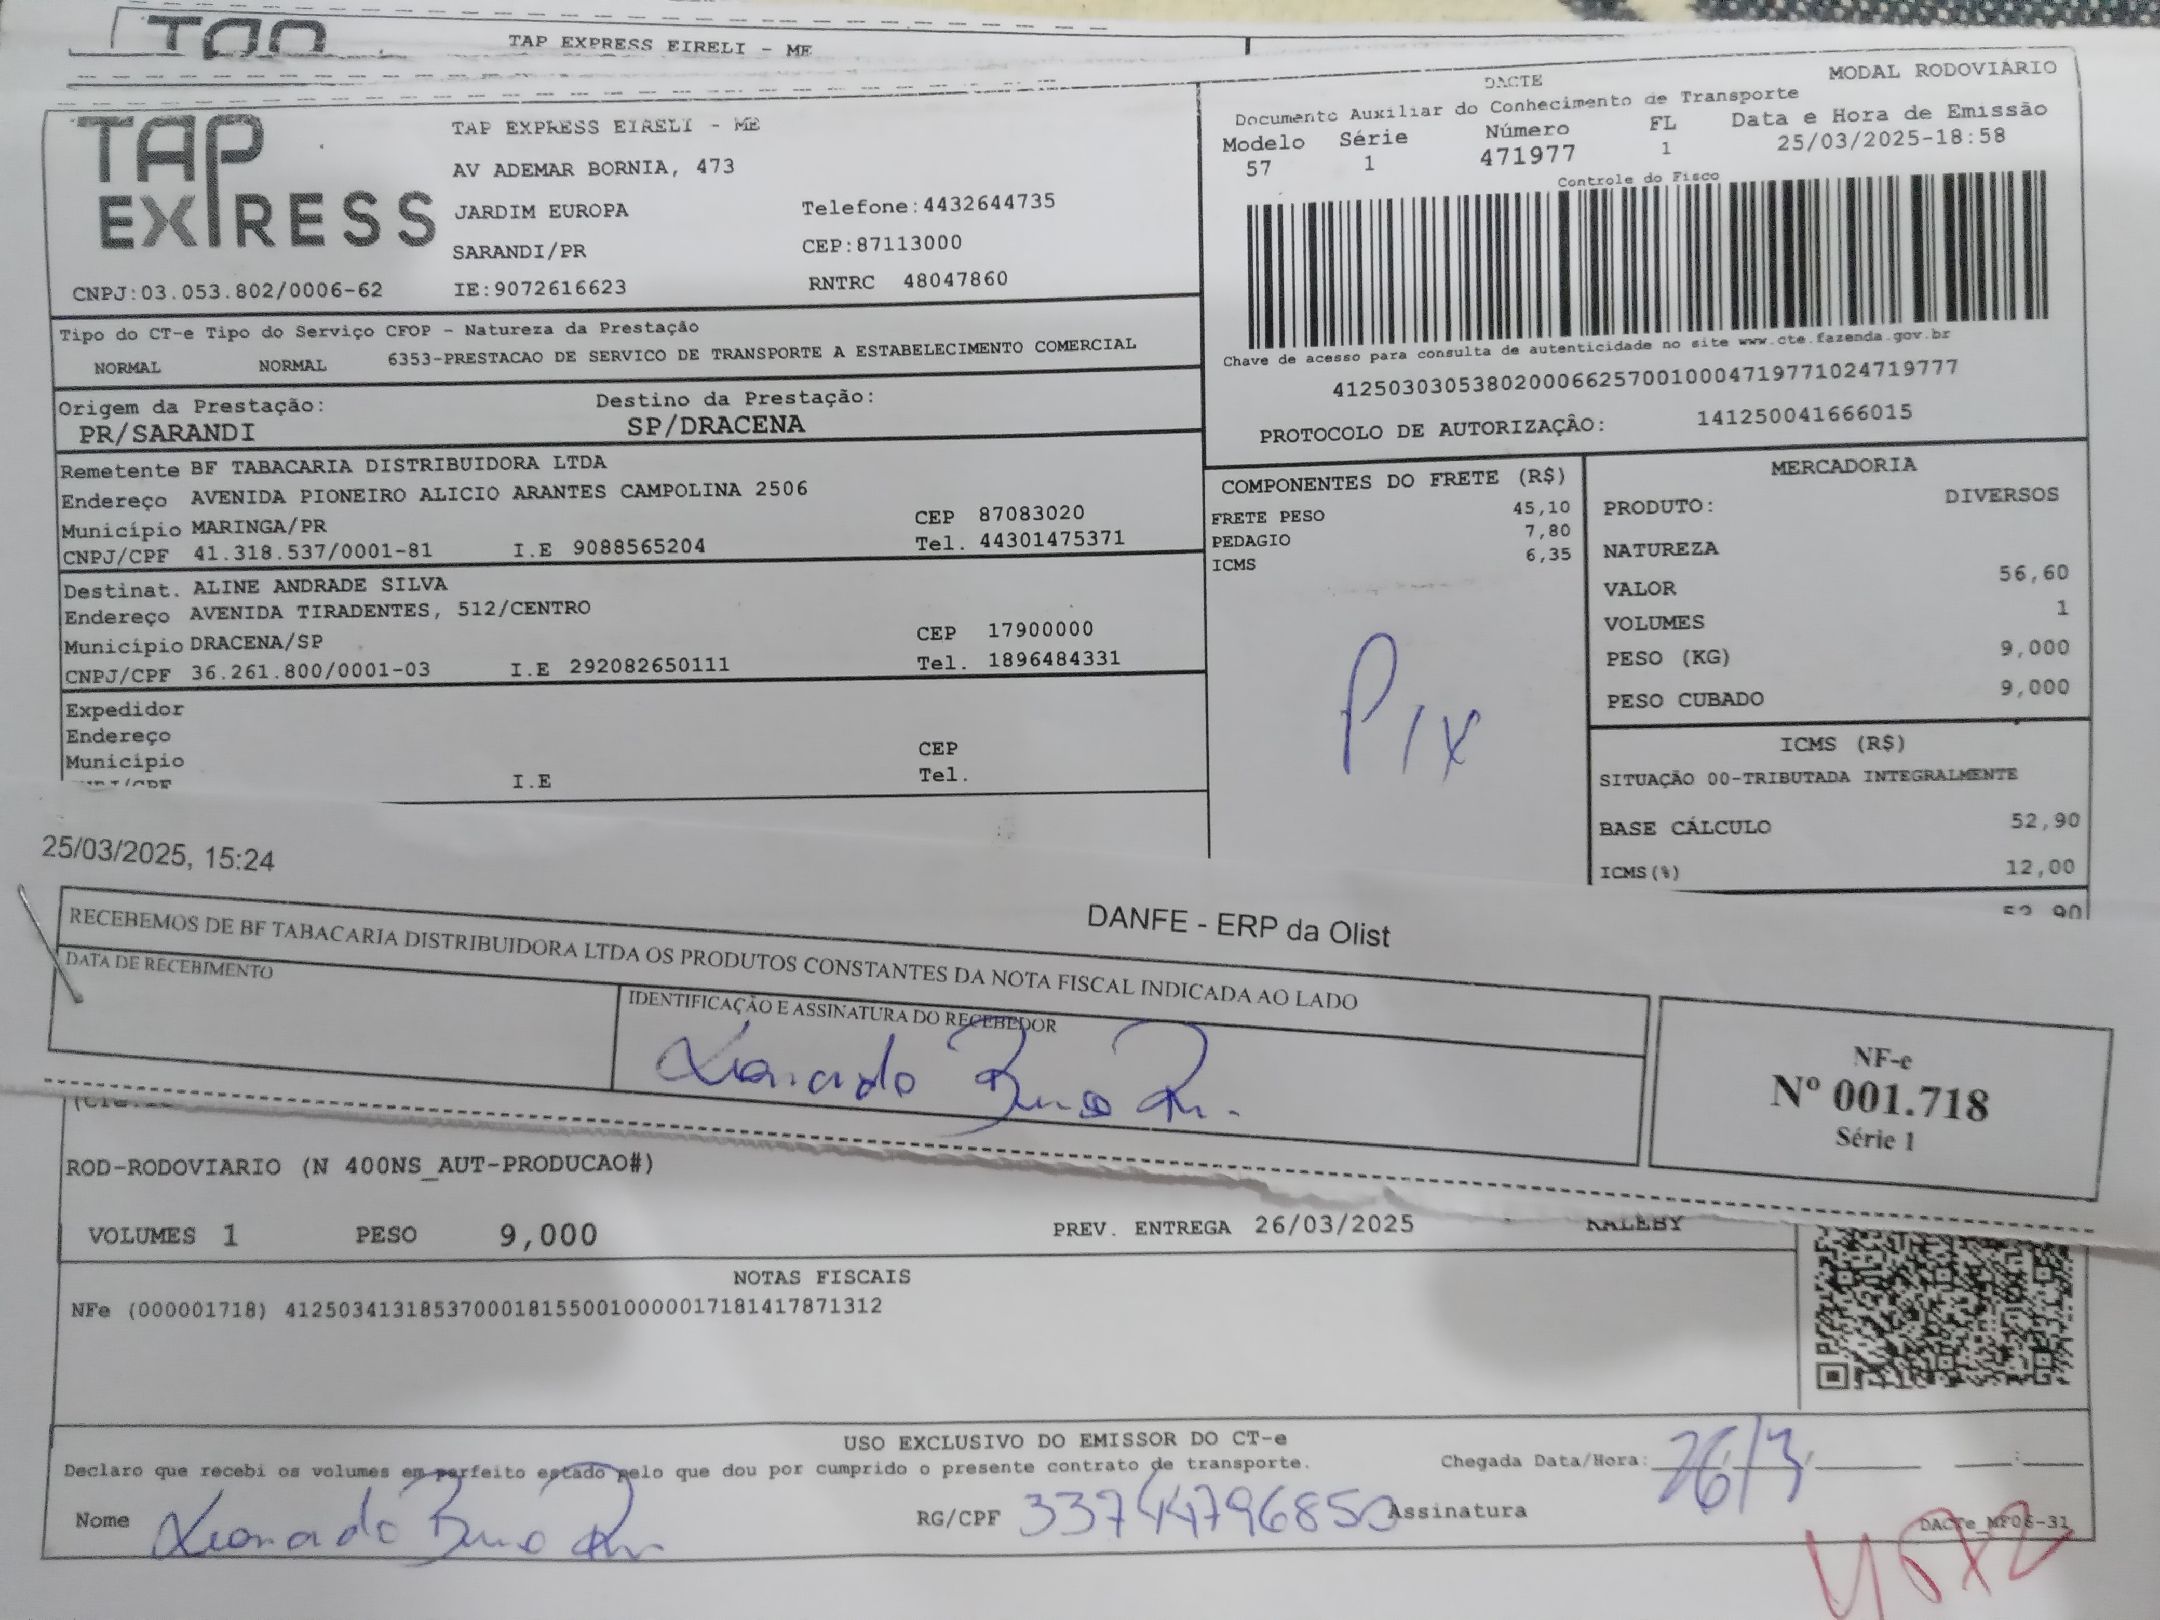 TAP EXPRESS EIRELI - ME
TAP EXPRESS
TAP EXPRESS EIRELI - ME
AV ADEMAR BORNIA, 473
JARDIM EUROPA Telefone:4432644735
SARANDI/PR CEP:87113000
CNPJ:03.053.802/0006-62 IE:9072616623 RNTRC 48047860
DACTE MODAL RODOVIÁRIO
Documento Auxiliar do Conhecimento de Transporte
Modelo Série Número FL Data e Hora de Emissão
57 1 471977 1 25/03/2025-18:58
Controle do Fisco
Chave de acesso para consulta de autenticidade no site www.cte.fazenda.gov.br
41250303053802000662570010004719771024719777
PROTOCOLO DE AUTORIZAÇÃO: 141250041666015
Tipo do CT-e Tipo do Serviço CFOP - Natureza da Prestação
NORMAL NORMAL 6353-PRESTACAO DE SERVICO DE TRANSPORTE A ESTABELECIMENTO COMERCIAL
Origem da Prestação: Destino da Prestação:
PR/SARANDI SP/DRACENA
Remetente BF TABACARIA DISTRIBUIDORA LTDA
Endereço AVENIDA PIONEIRO ALICIO ARANTES CAMPOLINA 2506
Município MARINGA/PR CEP 87083020
CNPJ/CPF 41.318.537/0001-81 I.E 9088565204 Tel. 44301475371
Destinat. ALINE ANDRADE SILVA
Endereço AVENIDA TIRADENTES, 512/CENTRO
Município DRACENA/SP CEP 17900000
CNPJ/CPF 36.261.800/0001-03 I.E 292082650111 Tel. 1896484331
Expedidor
Endereço
Município CEP
I.E Tel.
COMPONENTES DO FRETE (R$)
FRETE PESO 45,10
PEDAGIO 7,80
ICMS 6,35
Pix
MERCADORIA
PRODUTO: DIVERSOS
NATUREZA
VALOR 56,60
VOLUMES 1
PESO (KG) 9,000
PESO CUBADO 9,000
ICMS (R$)
SITUAÇÃO 00-TRIBUTADA INTEGRALMENTE
BASE CÁLCULO 52,90
ICMS(%) 12,00
52,90
25/03/2025, 15:24
DANFE - ERP da Olist
RECEBEMOS DE BF TABACARIA DISTRIBUIDORA LTDA OS PRODUTOS CONSTANTES DA NOTA FISCAL INDICADA AO LADO
DATA DE RECEBIMENTO IDENTIFICAÇÃO E ASSINATURA DO RECEBEDOR
NF-e
Nº 001.718
Série 1
ROD-RODOVIARIO (N 400NS_AUT-PRODUCAO#)
VOLUMES 1 PESO 9,000 PREV. ENTREGA 26/03/2025 KALEBY
NOTAS FISCAIS
NFe (000001718) 41250341318537000181550010000017181417871312
USO EXCLUSIVO DO EMISSOR DO CT-e
Declaro que recebi os volumes em perfeito estado pelo que dou por cumprido o presente contrato de transporte. Chegada Data/Hora: 26/3
Nome RG/CPF 33744796850 Assinatura
DACTe_MF06-31